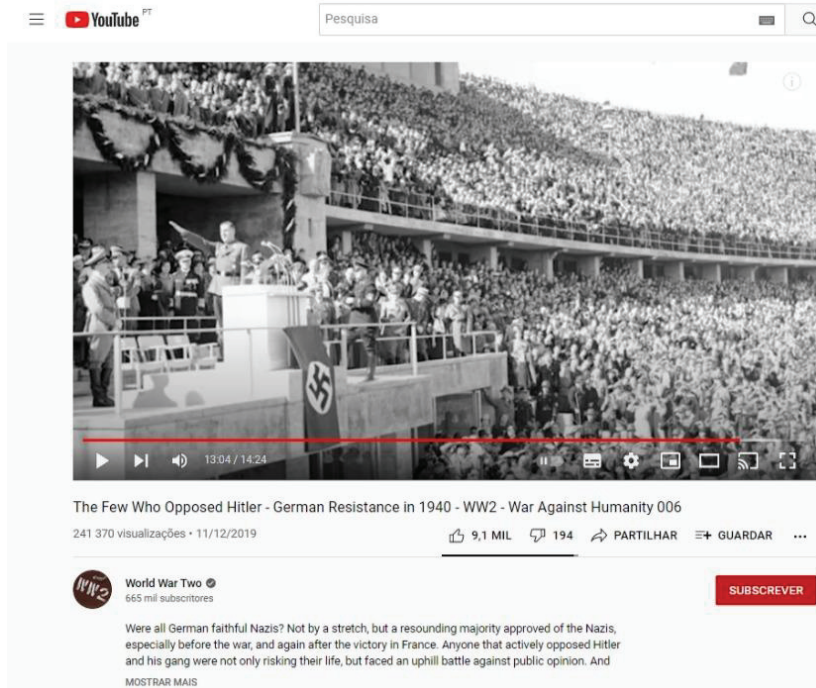 YouTube PT
Pesquisa
13:04 / 14:24
The Few Who Opposed Hitler - German Resistance in 1940 - WW2 - War Against Humanity 006
241 370 visualizações • 11/12/2019
9,1 MIL 194 PARTILHAR GUARDAR
WW2
World War Two
665 mil subscritores
SUBSCREVER
Were all German faithful Nazis? Not by a stretch, but a resounding majority approved of the Nazis,
especially before the war, and again after the victory in France. Anyone that actively opposed Hitler
and his gang were not only risking their life, but faced an uphill battle against public opinion. And
MOSTRAR MAIS